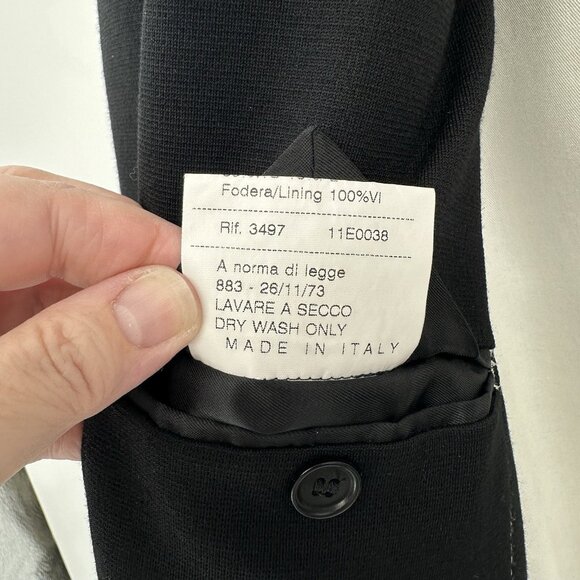 Fodera/Lining 100%VI
Rif. 3497 11E0038
A norma di legge
883 - 26/11/73
LAVARE A SECCO
DRY WASH ONLY
MADE IN ITALY